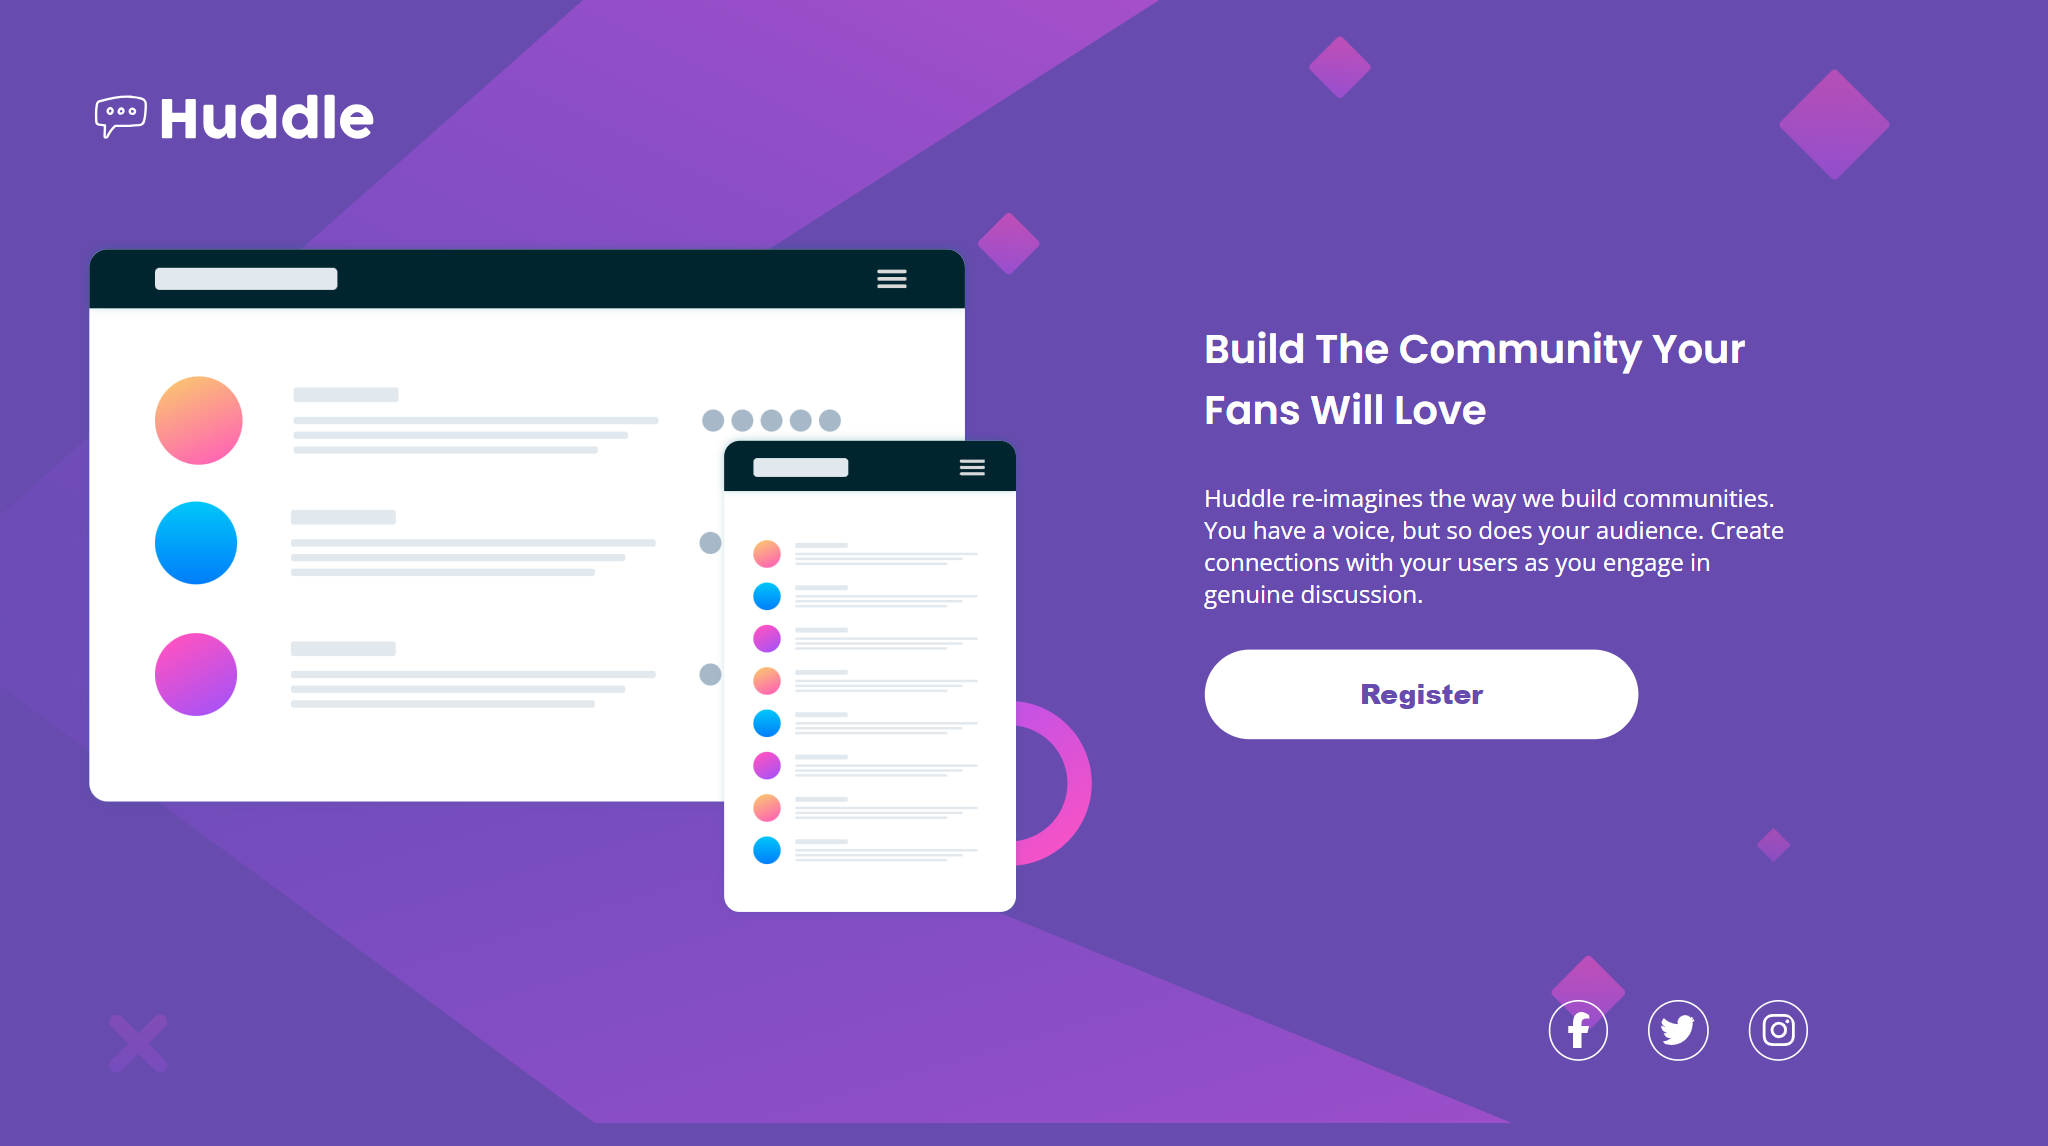 Huddle
Build The Community Your
Fans Will Love
Huddle re-imagines the way we build communities.
You have a voice, but so does your audience. Create
connections with your users as you engage in
genuine discussion.
Register